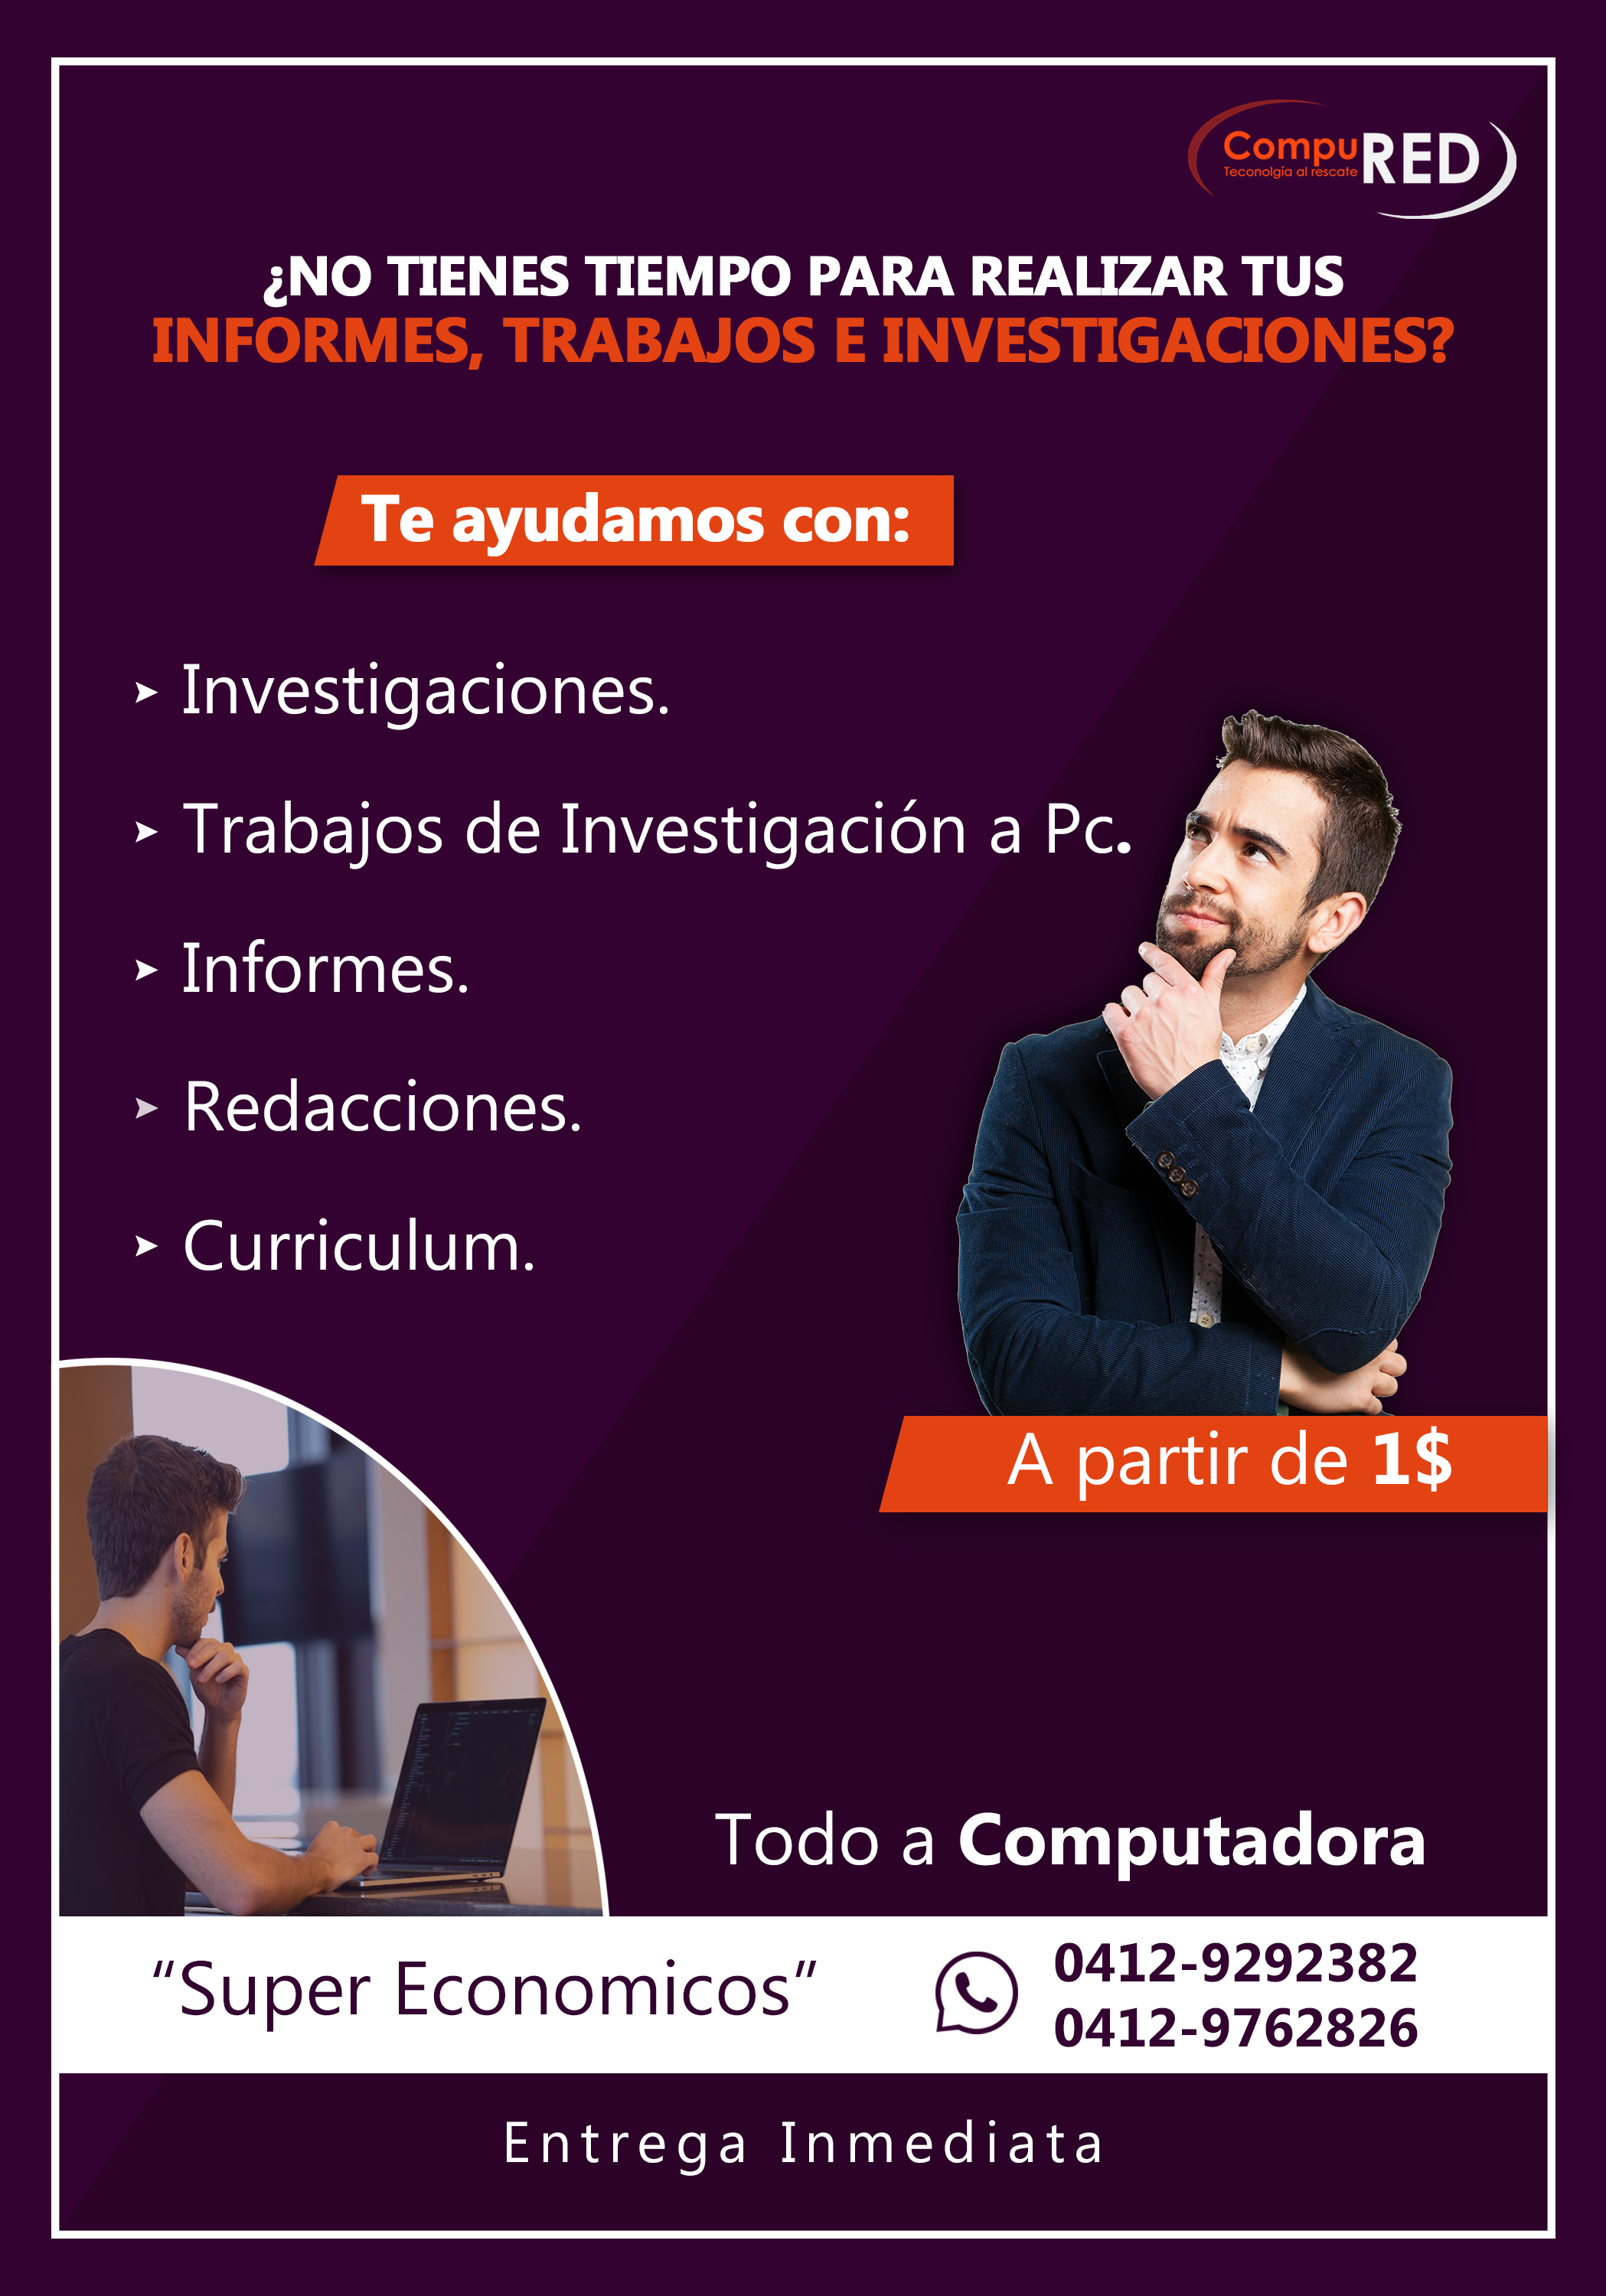 CompuRED
Teconolgía al rescate
¿NO TIENES TIEMPO PARA REALIZAR TUS
INFORMES, TRABAJOS E INVESTIGACIONES?
Te ayudamos con:
➤ Investigaciones.
➤ Trabajos de Investigación a Pc.
➤ Informes.
➤ Redacciones.
➤ Curriculum.
A partir de 1$
Todo a Computadora
“Super Economicos”
0412-9292382
0412-9762826
Entrega Inmediata